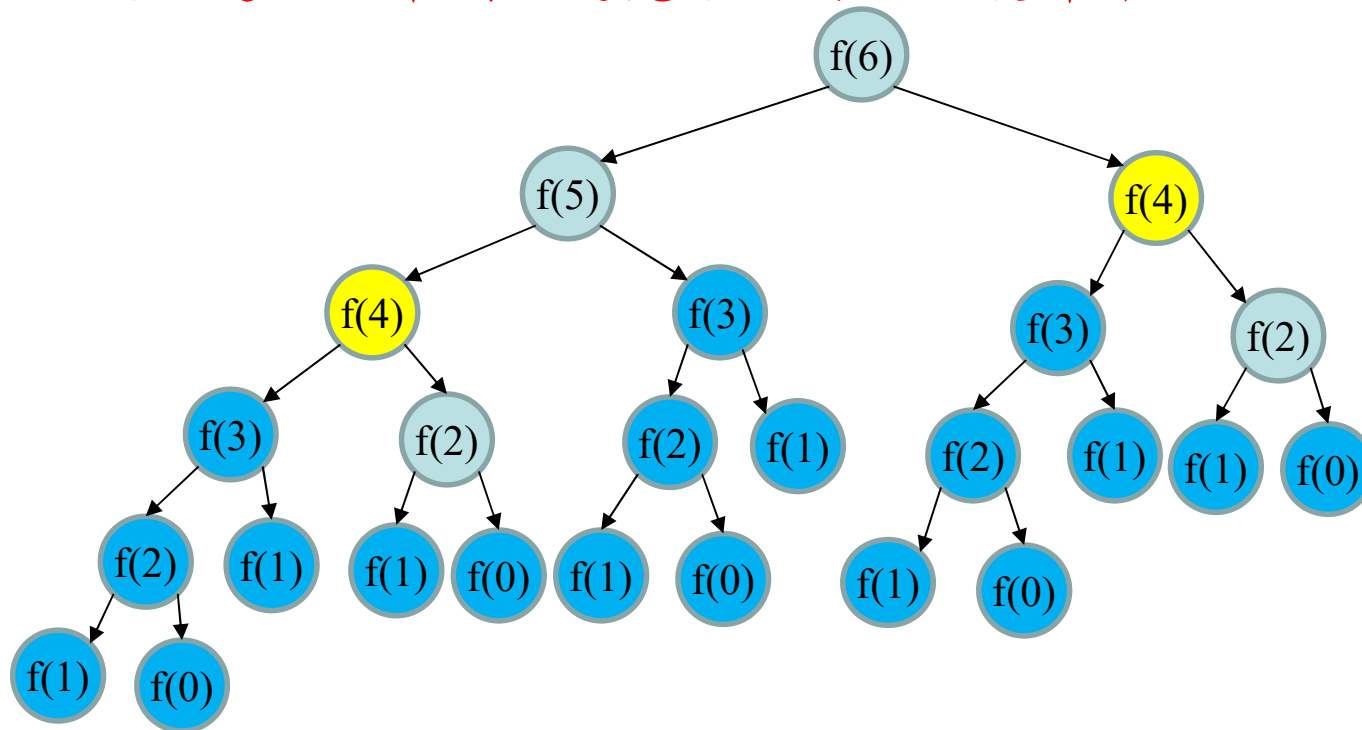 f(6)
f(5) f(4)
f(4) f(3) f(3) f(2)
f(3) f(2) f(2) f(1) f(2) f(1) f(1) f(0)
f(2) f(1) f(1) f(0) f(1) f(0) f(1) f(0)
f(1) f(0)